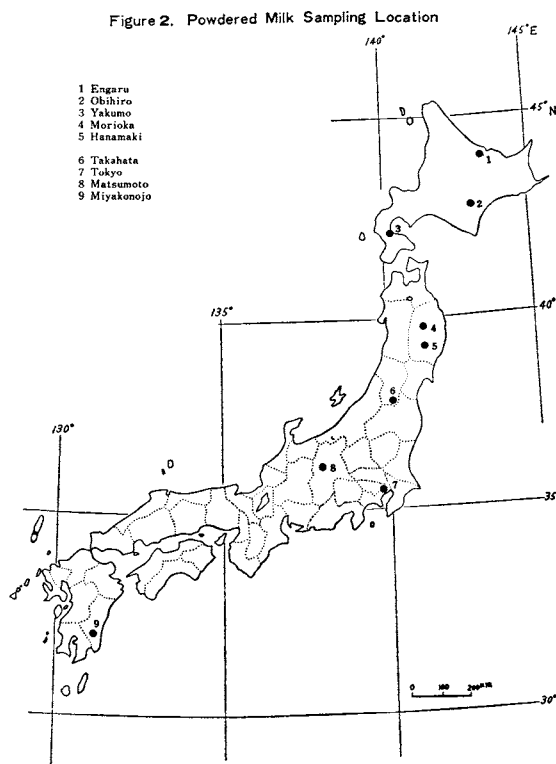 Figure 2. Powdered Milk Sampling Location
145°E
140°
1 Engaru
2 Obihiro
3 Yakumo
4 Morioka
5 Hanamaki
6 Takahata
7 Tokyo
8 Matsumoto
9 Miyakonojo
45°N
1
2
3
135°
40°
4
5
6
130°
8
7
35°
9
0 100 200KM
30°